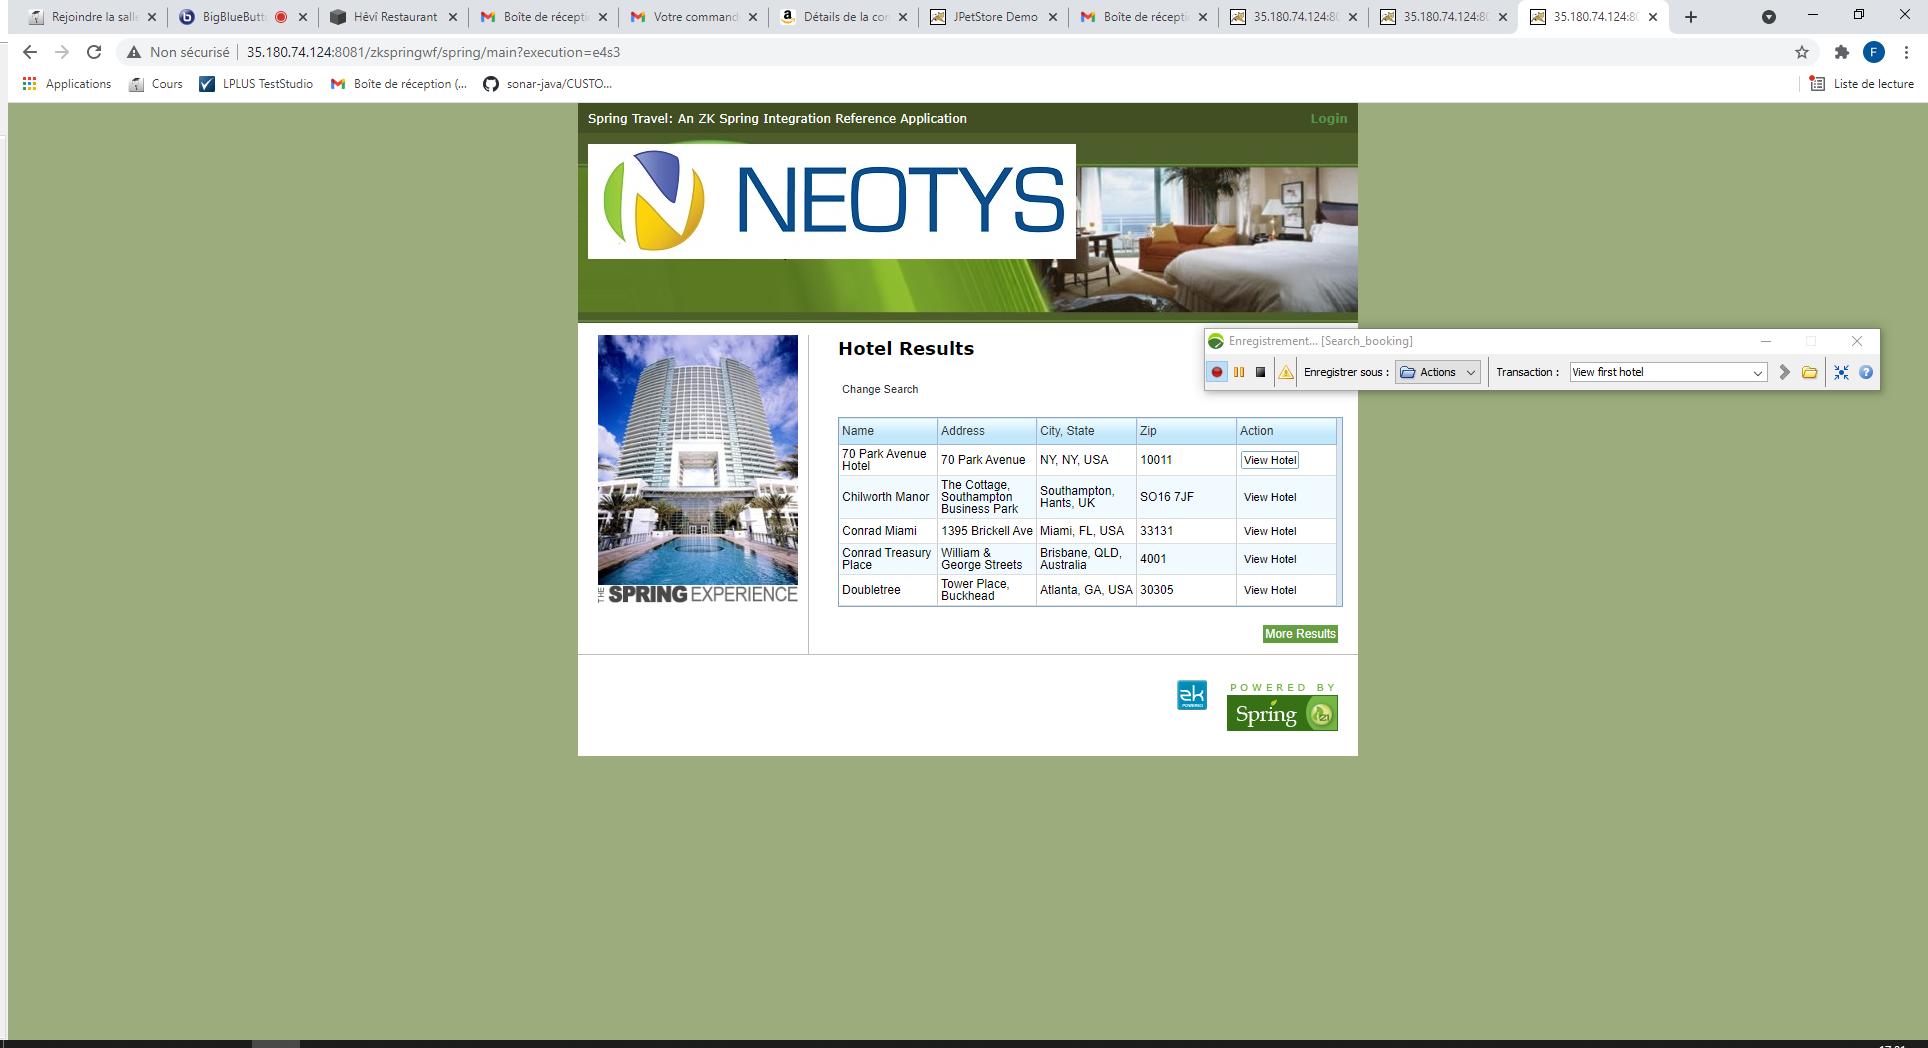 Rejoindre la sall
BigBlueButt
Hêvî Restaurant
Boîte de récepti
Votre command
Détails de la con
JPetStore Demo
Boîte de récepti
35.180.74.124:80
35.180.74.124:80
35.180.74.124:80
Non sécurisé
35.180.74.124:8081/zkspringwf/spring/main?execution=e4s3
F
Applications
Cours
LPLUS TestStudio
Boîte de réception (...
sonar-java/CUSTO...
Liste de lecture
Spring Travel: An ZK Spring Integration Reference Application
Login
NEOTYS
Enregistrement... [Search_booking]
Enregistrer sous : Actions
Transaction : View first hotel
THE SPRING EXPERIENCE
Hotel Results
Change Search
Name Address City, State Zip Action
70 Park Avenue Hotel 70 Park Avenue NY, NY, USA 10011 View Hotel
Chilworth Manor The Cottage, Southampton Business Park Southampton, Hants, UK SO16 7JF View Hotel
Conrad Miami 1395 Brickell Ave Miami, FL, USA 33131 View Hotel
Conrad Treasury Place William & George Streets Brisbane, QLD, Australia 4001 View Hotel
Doubletree Tower Place, Buckhead Atlanta, GA, USA 30305 View Hotel
More Results
zk
POWERED
POWERED BY
Spring